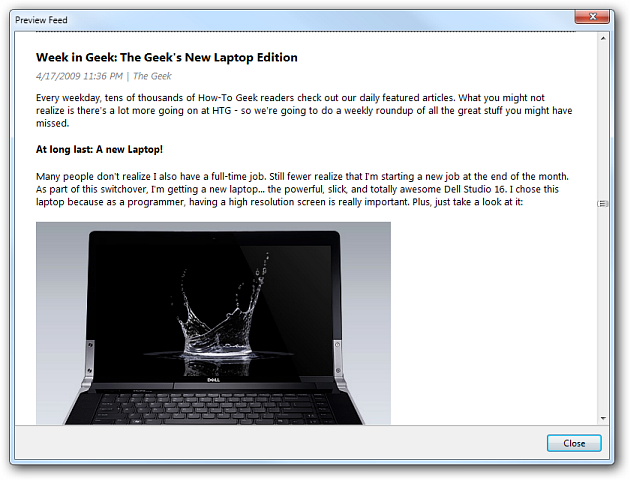 Preview Feed
Week in Geek: The Geek's New Laptop Edition
4/17/2009 11:36 PM | The Geek
Every weekday, tens of thousands of How-To Geek readers check out our daily featured articles. What you might not
realize is there's a lot more going on at HTG - so we're going to do a weekly roundup of all the great stuff you might have
missed.
At long last: A new Laptop!
Many people don't realize I also have a full-time job. Still fewer realize that I'm starting a new job at the end of the month.
As part of this switchover, I'm getting a new laptop... the powerful, slick, and totally awesome Dell Studio 16. I chose this
laptop because as a programmer, having a high resolution screen is really important. Plus, just take a look at it:
DELL
Close